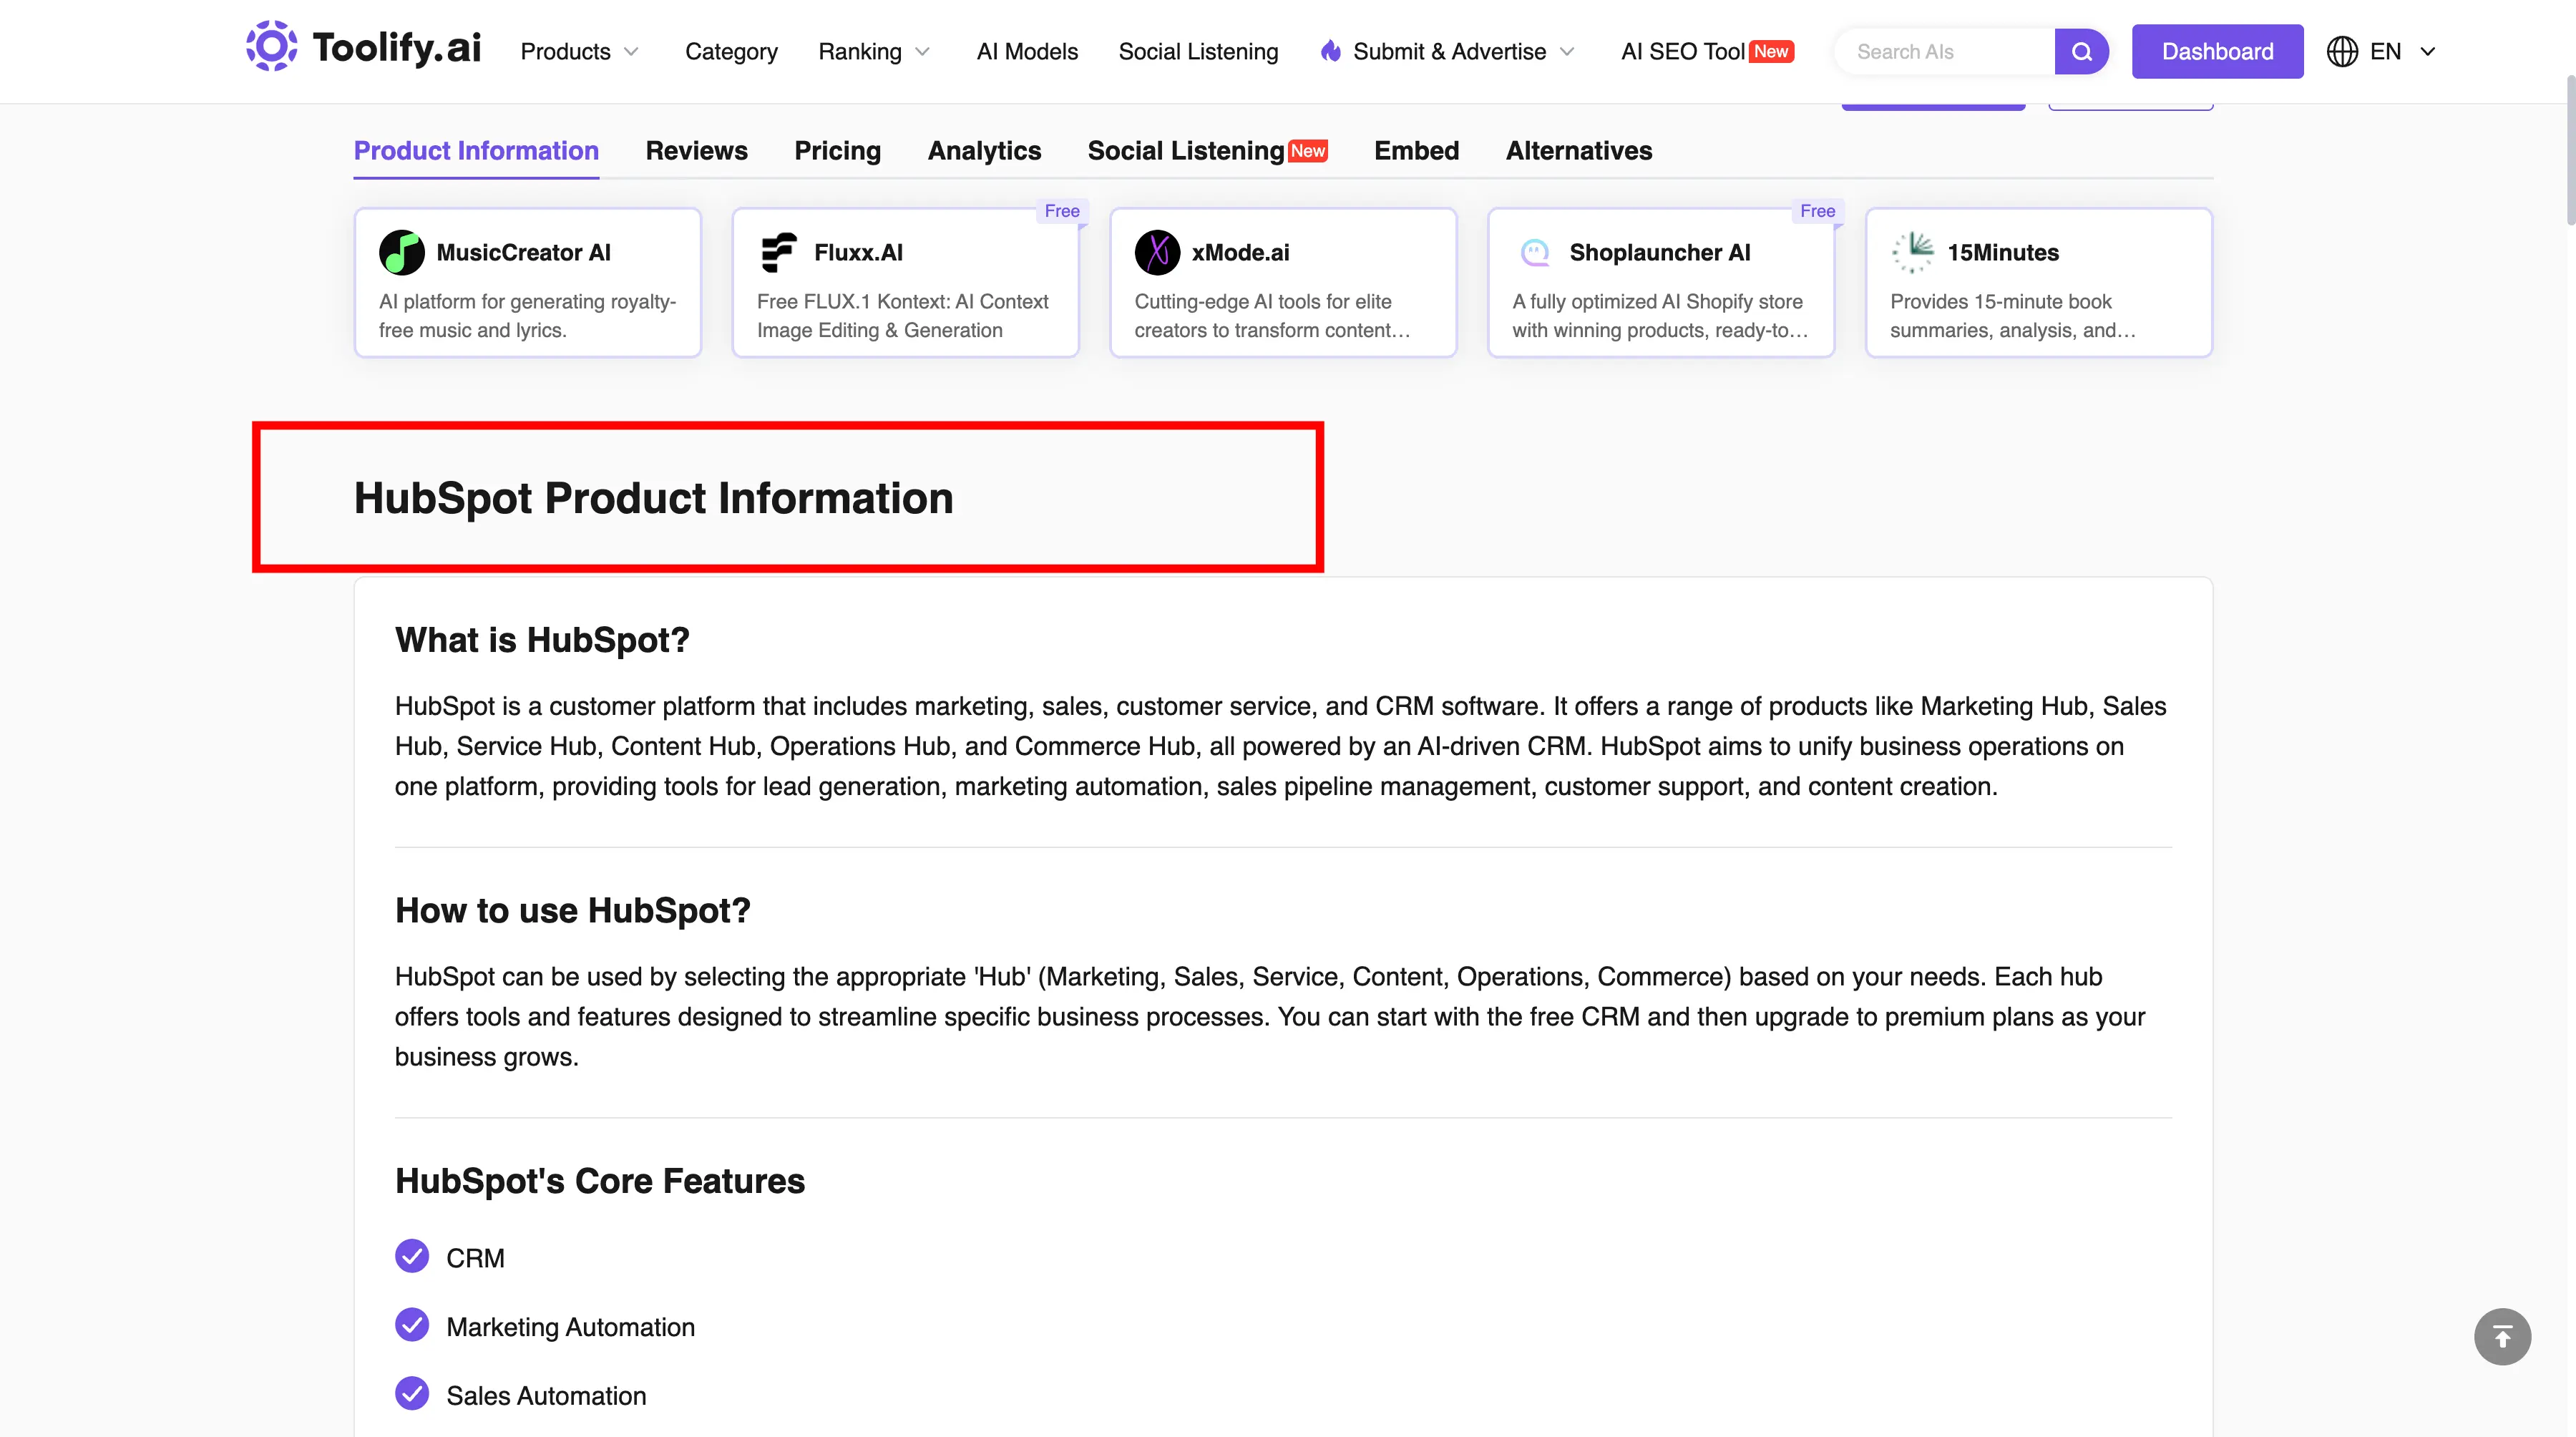 Toolify.ai
Products
Category
Ranking
AI Models
Social Listening
Submit & Advertise
AI SEO Tool New
Search AIs
Dashboard
EN
Product Information
Reviews
Pricing
Analytics
Social Listening New
Embed
Alternatives
MusicCreator AI
AI platform for generating royalty-
free music and lyrics.
Free
Fluxx.AI
Free FLUX.1 Kontext: AI Context
Image Editing & Generation
xMode.ai
Cutting-edge AI tools for elite
creators to transform content…
Free
Shoplauncher AI
A fully optimized AI Shopify store
with winning products, ready-to…
15Minutes
Provides 15-minute book
summaries, analysis, and…
HubSpot Product Information
What is HubSpot?
HubSpot is a customer platform that includes marketing, sales, customer service, and CRM software. It offers a range of products like Marketing Hub, Sales
Hub, Service Hub, Content Hub, Operations Hub, and Commerce Hub, all powered by an AI-driven CRM. HubSpot aims to unify business operations on
one platform, providing tools for lead generation, marketing automation, sales pipeline management, customer support, and content creation.
How to use HubSpot?
HubSpot can be used by selecting the appropriate 'Hub' (Marketing, Sales, Service, Content, Operations, Commerce) based on your needs. Each hub
offers tools and features designed to streamline specific business processes. You can start with the free CRM and then upgrade to premium plans as your
business grows.
HubSpot's Core Features
CRM
Marketing Automation
Sales Automation